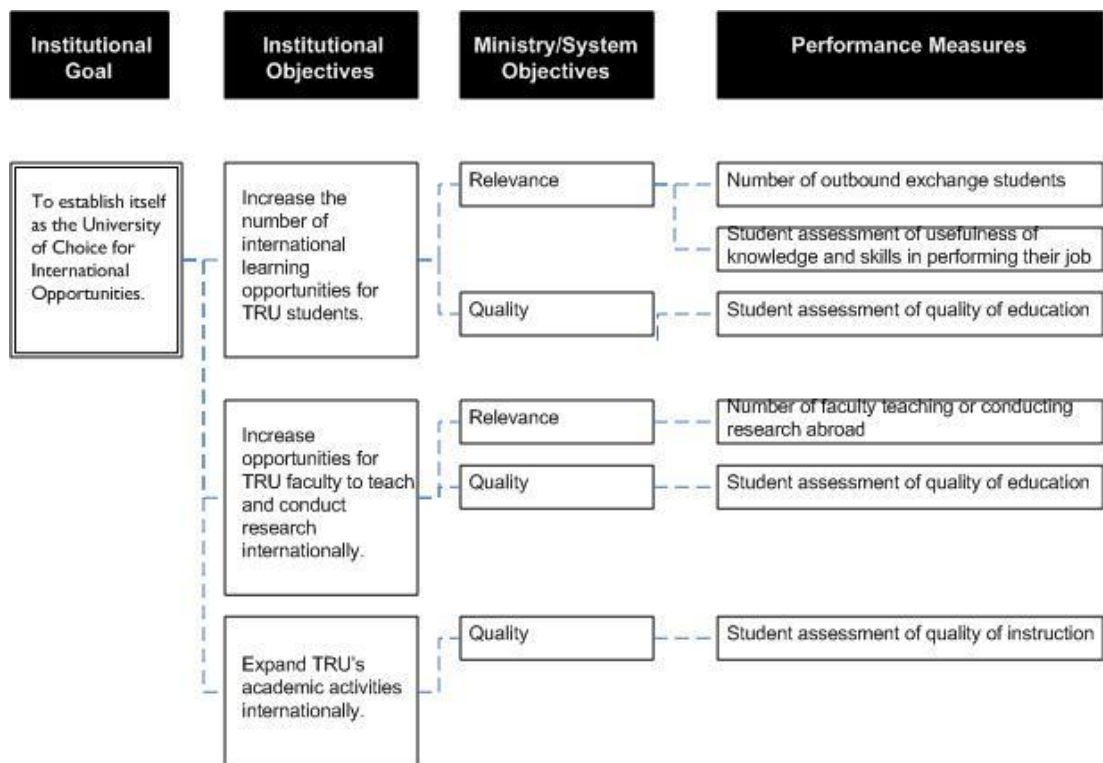 Institutional
Goal
Institutional
Objectives
Ministry/System
Objectives
Performance Measures
To establish itself
as the University
of Choice for
International
Opportunities.
Increase the
number of
international
learning
opportunities for
TRU students.
Relevance
Number of outbound exchange students
Student assessment of usefulness of
knowledge and skills in performing their job
Quality
Student assessment of quality of education
Increase
opportunities for
TRU faculty to teach
and conduct
research
internationally.
Relevance
Number of faculty teaching or conducting
research abroad
Quality
Student assessment of quality of education
Expand TRU's
academic activities
internationally.
Quality
Student assessment of quality of instruction